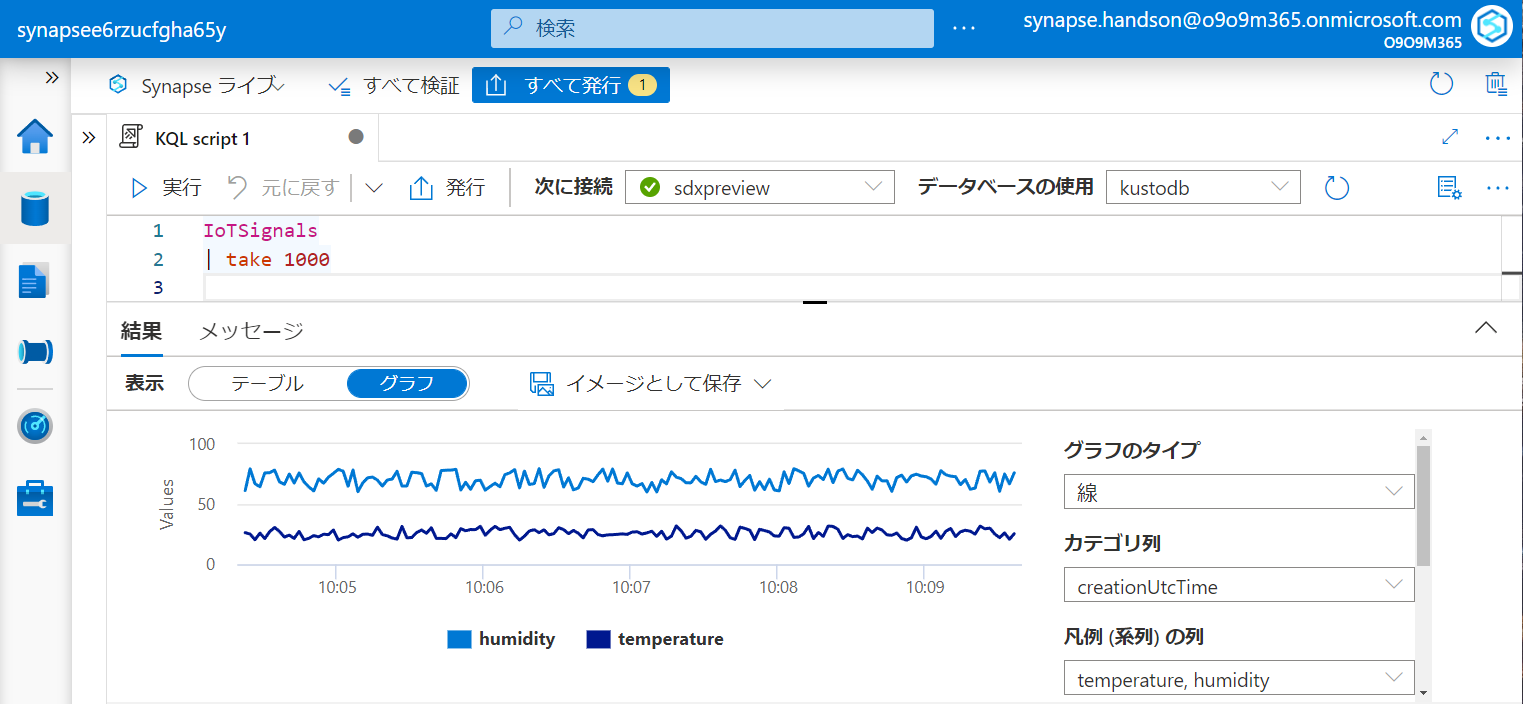 synapsee6rzucfgha65y
検索
synapse.handson@o9o9m365.onmicrosoft.com
O9O9M365
Synapse ライブ
すべて検証
すべて発行 1
KQL script 1
実行
元に戻す
発行
次に接続
sdxpreview
データベースの使用
kustodb
1 IoTSignals
2 | take 1000
3
結果
メッセージ
表示
テーブル
グラフ
イメージとして保存
100
50
0
Values
10:05
10:06
10:07
10:08
10:09
humidity
temperature
グラフのタイプ
線
カテゴリ列
creationUtcTime
凡例 (系列) の列
temperature, humidity